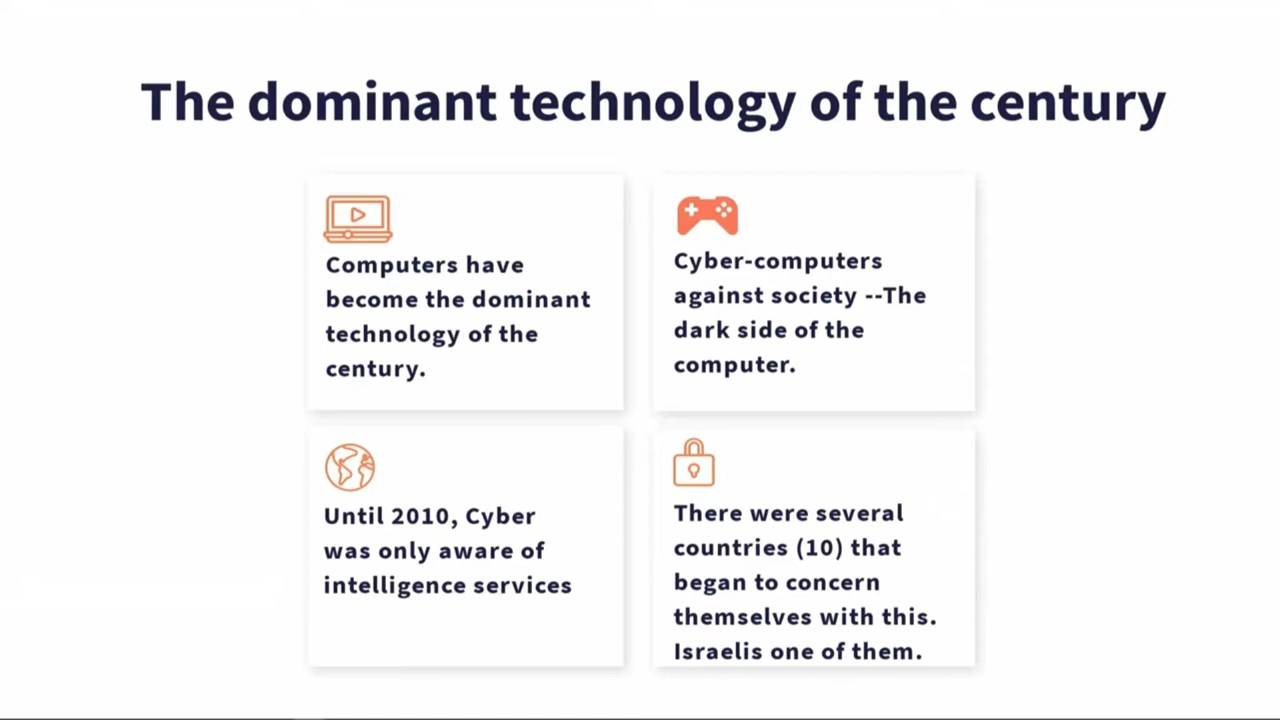 The dominant technology of the century
Computers have
become the dominant
technology of the
century.
Cyber-computers
against society --The
dark side of the
computer.
Until 2010, Cyber
was only aware of
intelligence services
There were several
countries (10) that
began to concern
themselves with this.
Israelis one of them.